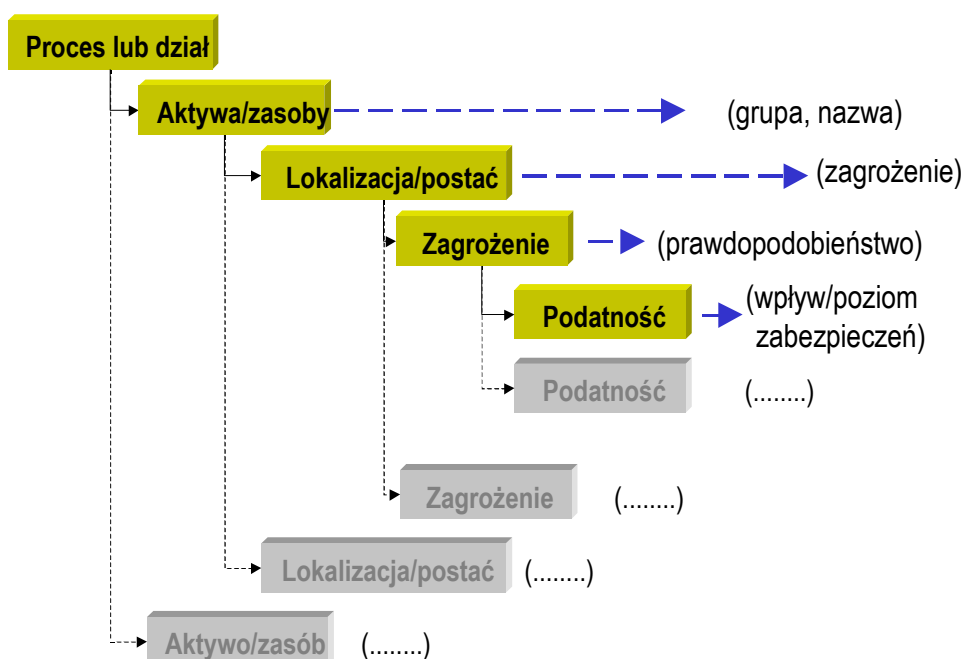 Proces lub dział
Aktywa/zasoby
(grupa, nazwa)
Lokalizacja/postać
(zagrożenie)
Zagrożenie
(prawdopodobieństwo)
Podatność
(wpływ/poziom
zabezpieczeń)
Podatność
(........)
Zagrożenie
(........)
Lokalizacja/postać
(........)
Aktywo/zasób
(........)